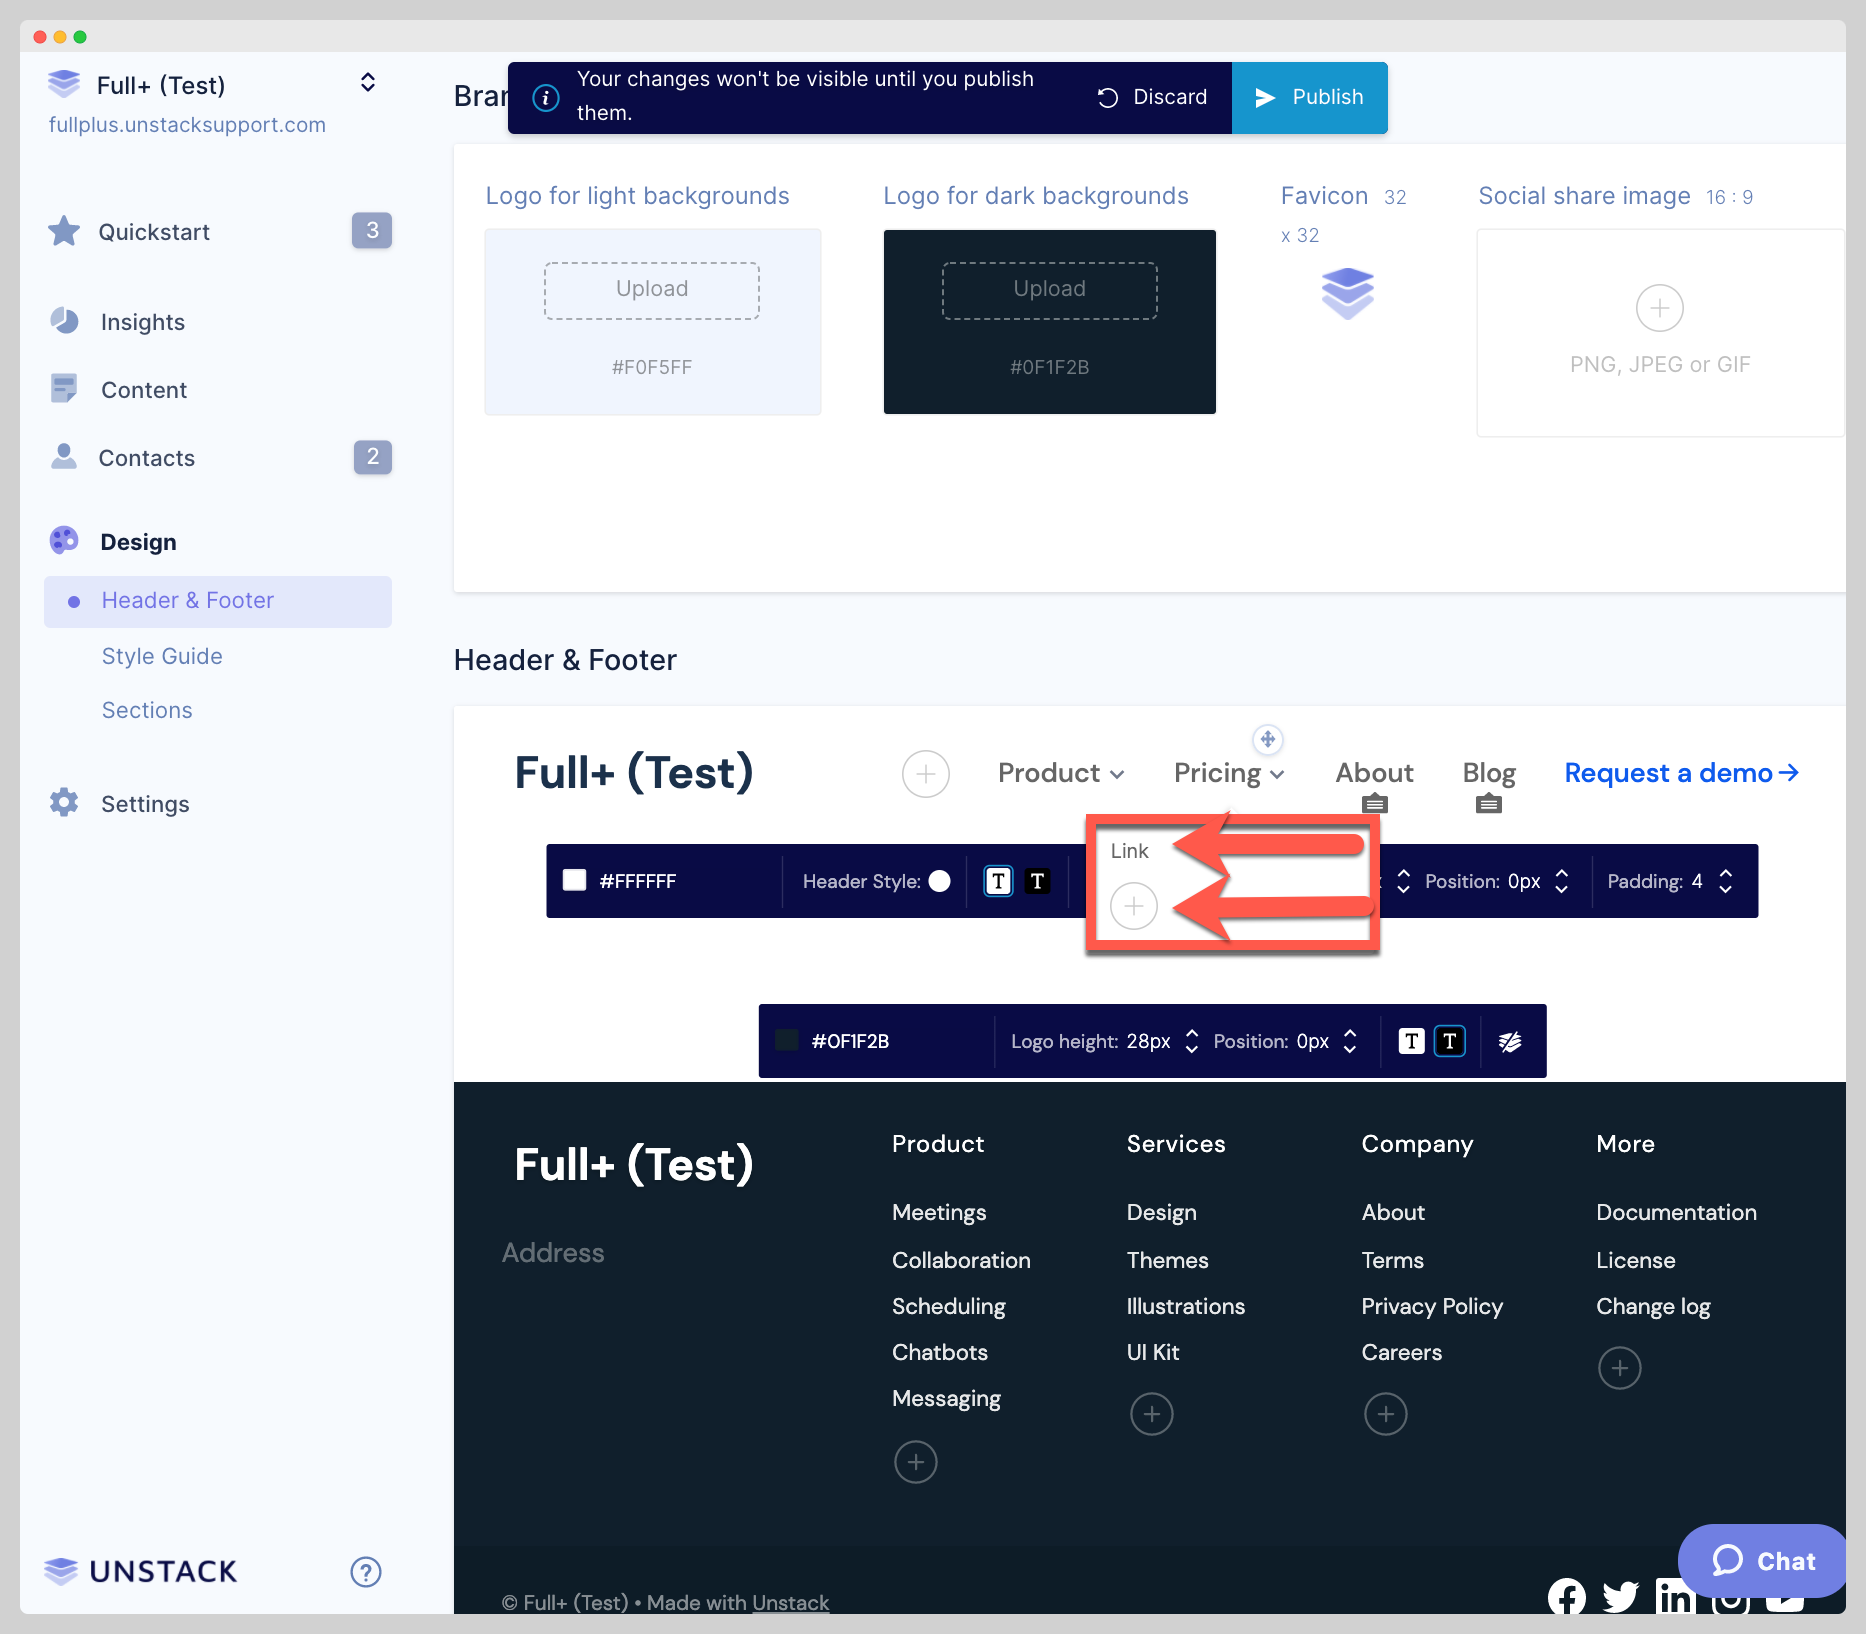 Full+ (Test)
fullplus.unstacksupport.com
Quickstart 3
Insights
Content
Contacts 2
Design
Header & Footer
Style Guide
Sections
Settings
UNSTACK ?
Your changes won't be visible until you publish
them.
Discard
Publish
Logo for light backgrounds
Upload
#F0F5FF
Logo for dark backgrounds
Upload
#0F1F2B
Favicon 32
x 32
Social share image 16 : 9
PNG, JPEG or GIF
Header & Footer
Full+ (Test) Product Pricing About Blog Request a demo
#FFFFFF Header Style: T T Position: 0px Padding: 4
Link
#0F1F2B Logo height: 28px Position: 0px T T
Full+ (Test)
Address
Product
Meetings
Collaboration
Scheduling
Chatbots
Messaging
Services
Design
Themes
Illustrations
UI Kit
Company
About
Terms
Privacy Policy
Careers
More
Documentation
License
Change log
© Full+ (Test) • Made with Unstack
Chat